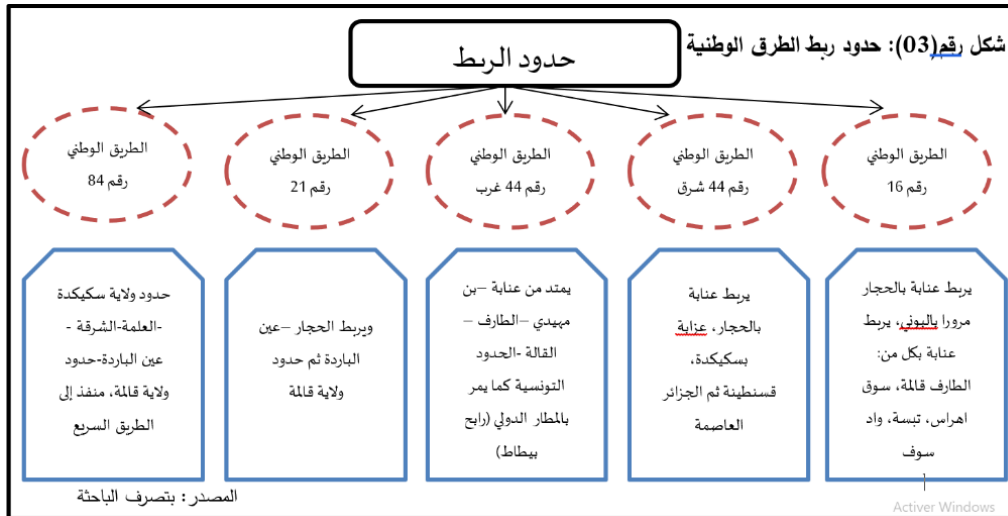 شكل رقم(03): حدود ربط الطرق الوطنية
حدود الربط
الطريق الوطني
رقم 16
الطريق الوطني
رقم 44 شرق
الطريق الوطني
رقم 44 غرب
الطريق الوطني
رقم 21
الطريق الوطني
رقم 84
يربط عنابة بالحجار
مرورا بالبوني، يربط
عنابة بكل من:
الطارف قالمة، سوق
اهراس، تبسة، واد
سوف
يربط عنابة
بالحجار، عزابة
بسكيكدة،
قسنطينة ثم الجزائر
العاصمة
يمتد من عنابة –بن
مهيدي –الطارف –
القالة -الحدود
التونسية كما يمر
بالمطار الدولي (رابح
بيطاط)
ويربط الحجار –عين
الباردة ثم حدود
ولاية قالمة
حدود ولاية سكيكدة
-العلمة-الشرقة -
عين الباردة-حدود
ولاية قالمة، منفذ إلى
الطريق السريع
المصدر: بتصرف الباحثة
Activer Windows